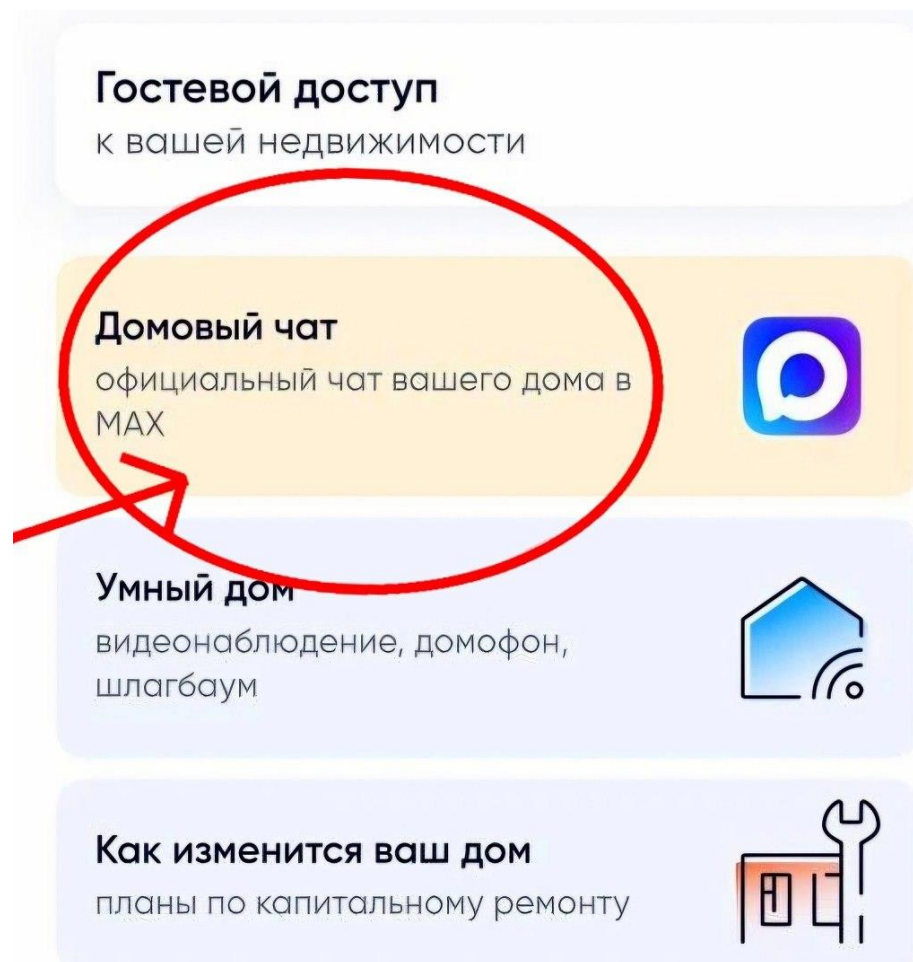 Гостевой доступ
к вашей недвижимости
Домовый чат
официальный чат вашего дома в
MAX
Умный дом
видеонаблюдение, домофон,
шлагбаум
Как изменится ваш дом
планы по капитальному ремонту